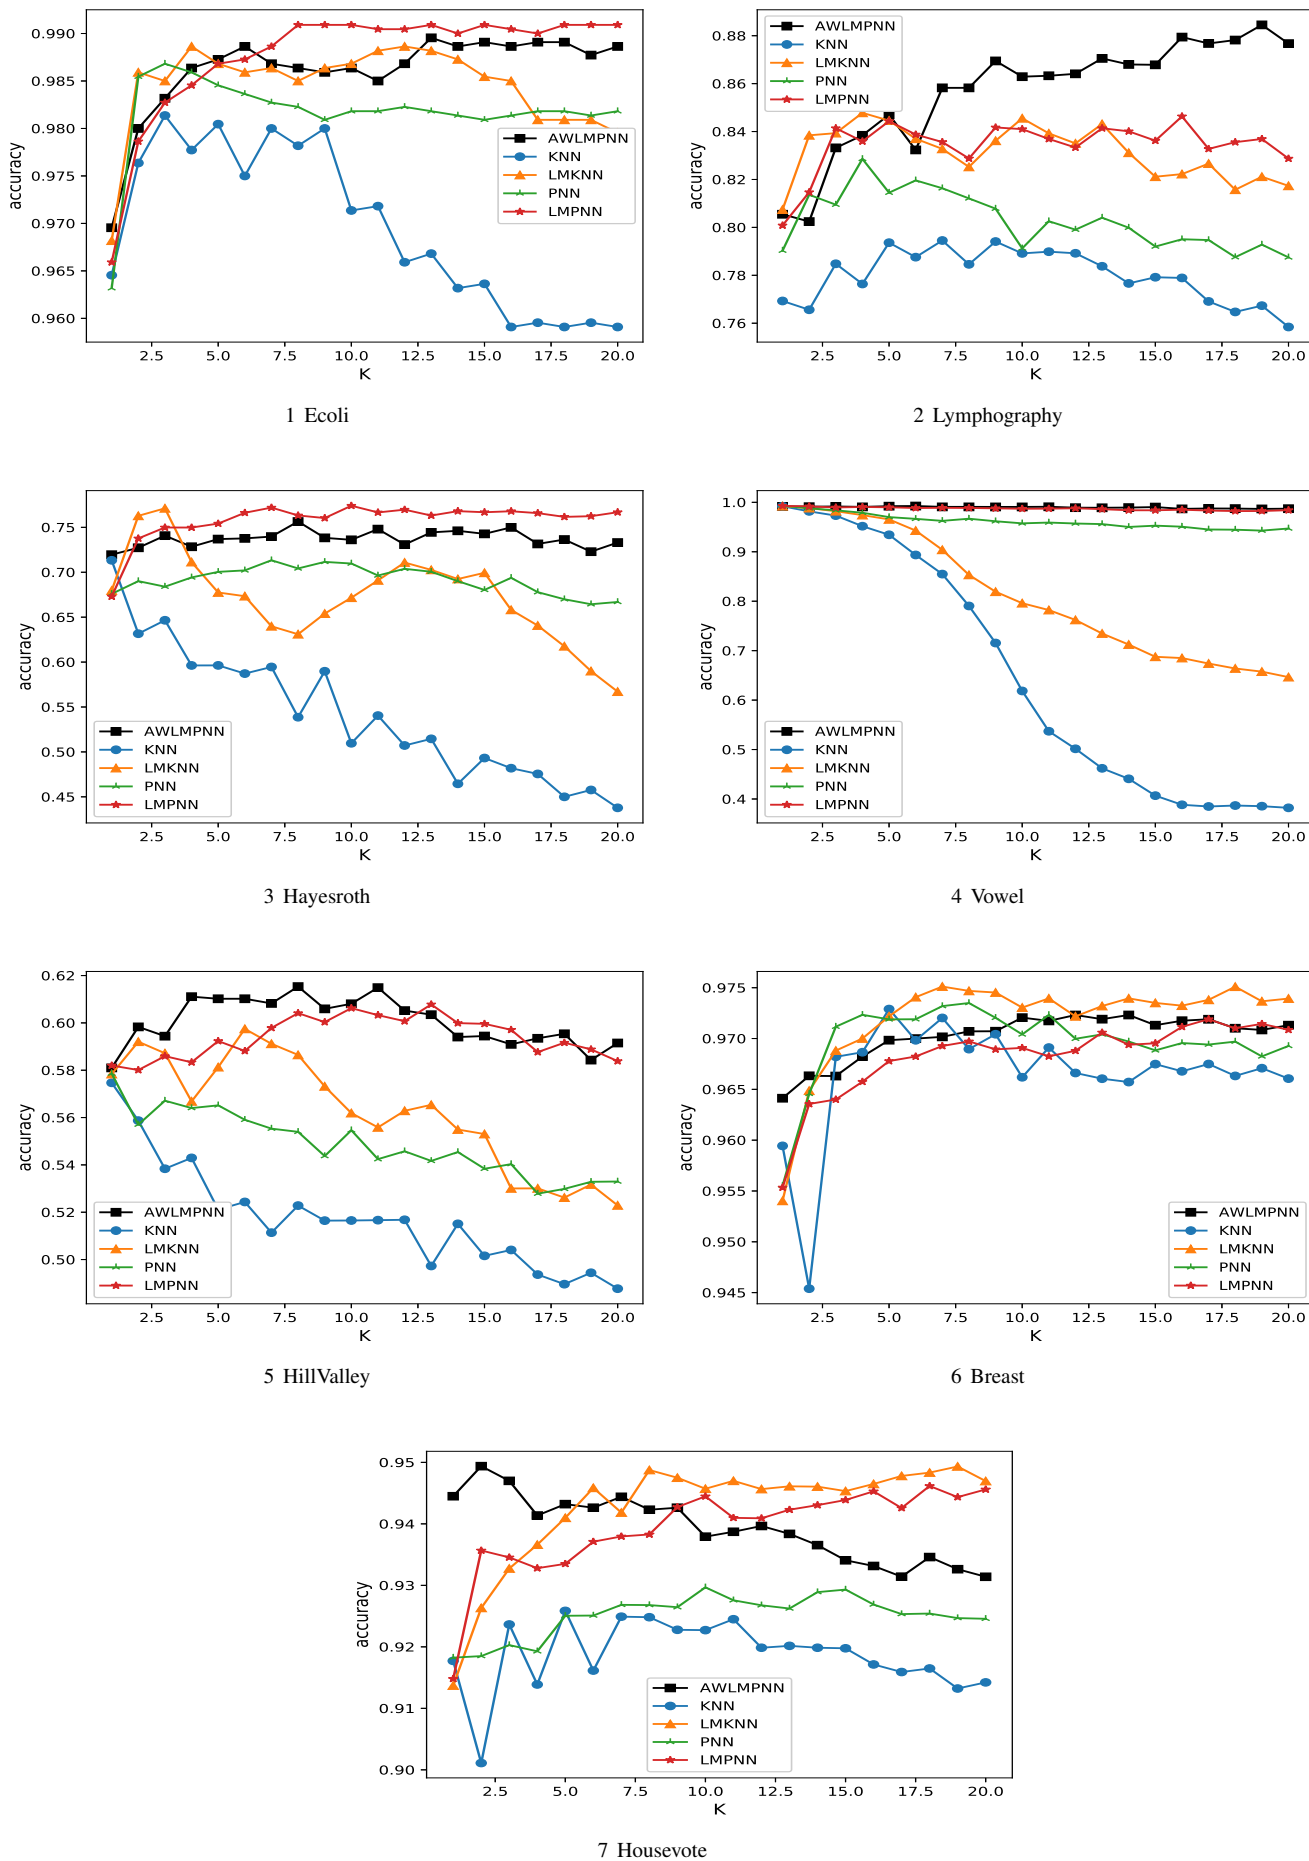 0.990
0.985
0.980
0.975
0.970
0.965
0.960
accuracy
AWLMPNN
KNN
LMKNN
PNN
LMPNN
2.5 5.0 7.5 10.0 12.5 15.0 17.5 20.0
K
1 Ecoli
0.88
0.86
0.84
0.82
0.80
0.78
0.76
accuracy
AWLMPNN
KNN
LMKNN
PNN
LMPNN
2.5 5.0 7.5 10.0 12.5 15.0 17.5 20.0
K
2 Lymphography
0.75
0.70
0.65
0.60
0.55
0.50
0.45
accuracy
AWLMPNN
KNN
LMKNN
PNN
LMPNN
2.5 5.0 7.5 10.0 12.5 15.0 17.5 20.0
K
3 Hayesroth
1.0
0.9
0.8
0.7
0.6
0.5
0.4
accuracy
AWLMPNN
KNN
LMKNN
PNN
LMPNN
2.5 5.0 7.5 10.0 12.5 15.0 17.5 20.0
K
4 Vowel
0.62
0.60
0.58
0.56
0.54
0.52
0.50
accuracy
AWLMPNN
KNN
LMKNN
PNN
LMPNN
2.5 5.0 7.5 10.0 12.5 15.0 17.5 20.0
K
5 HillValley
0.975
0.970
0.965
0.960
0.955
0.950
0.945
accuracy
AWLMPNN
KNN
LMKNN
PNN
LMPNN
2.5 5.0 7.5 10.0 12.5 15.0 17.5 20.0
K
6 Breast
0.95
0.94
0.93
0.92
0.91
0.90
accuracy
AWLMPNN
KNN
LMKNN
PNN
LMPNN
2.5 5.0 7.5 10.0 12.5 15.0 17.5 20.0
K
7 Housevote